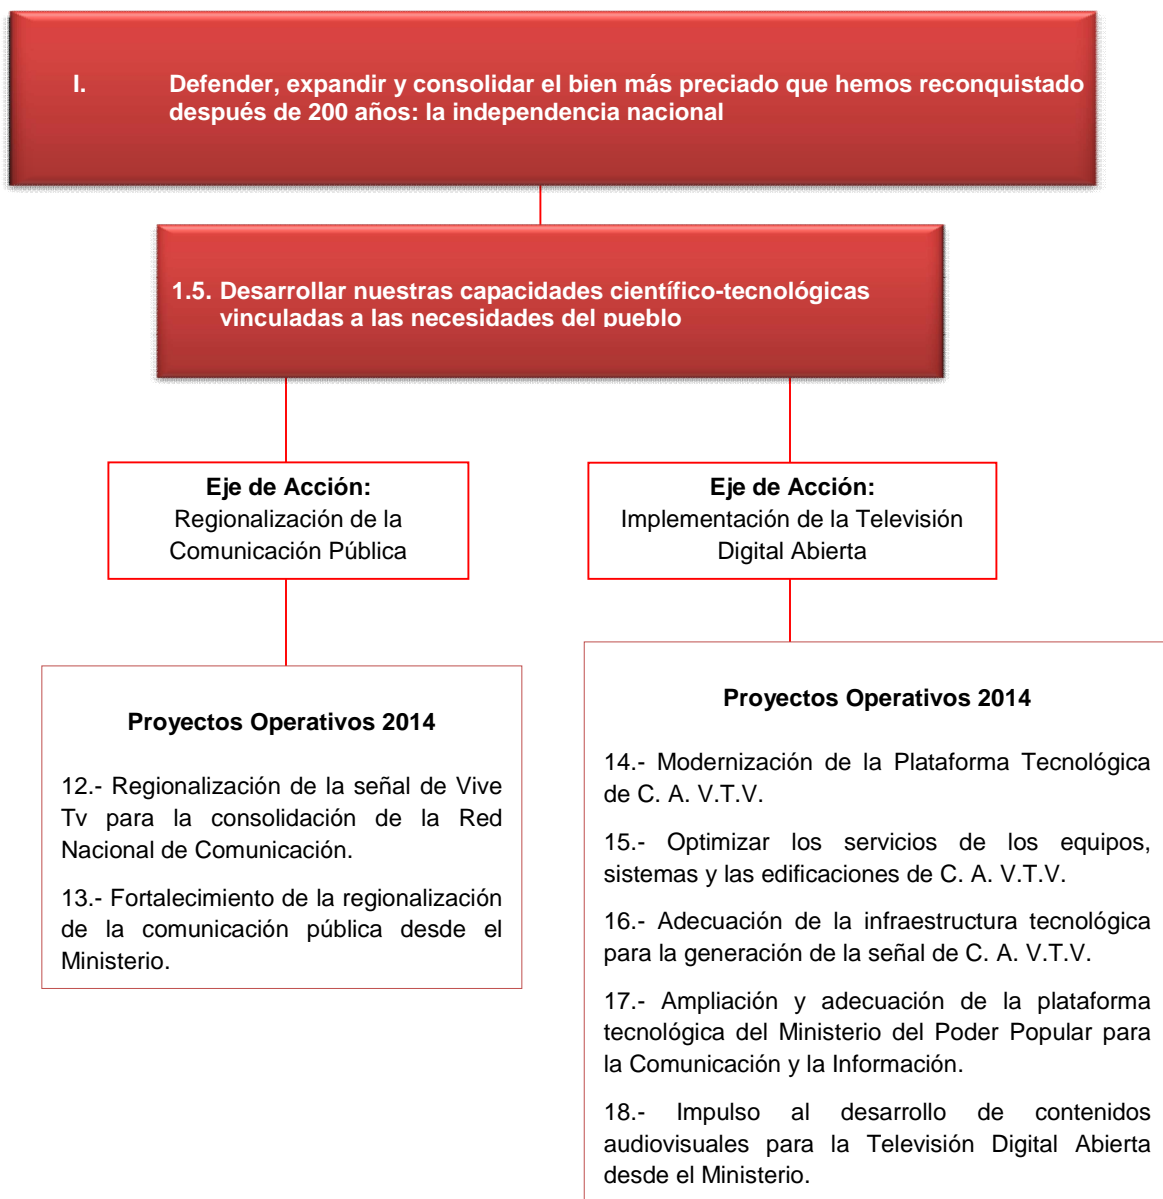 I. Defender, expandir y consolidar el bien más preciado que hemos reconquistado
después de 200 años: la independencia nacional
1.5. Desarrollar nuestras capacidades científico-tecnológicas
vinculadas a las necesidades del pueblo
Eje de Acción:
Regionalización de la
Comunicación Pública
Eje de Acción:
Implementación de la Televisión
Digital Abierta
Proyectos Operativos 2014
12.- Regionalización de la señal de Vive
Tv para la consolidación de la Red
Nacional de Comunicación.
13.- Fortalecimiento de la regionalización
de la comunicación pública desde el
Ministerio.
Proyectos Operativos 2014
14.- Modernización de la Plataforma Tecnológica
de C. A. V.T.V.
15.- Optimizar los servicios de los equipos,
sistemas y las edificaciones de C. A. V.T.V.
16.- Adecuación de la infraestructura tecnológica
para la generación de la señal de C. A. V.T.V.
17.- Ampliación y adecuación de la plataforma
tecnológica del Ministerio del Poder Popular para
la Comunicación y la Información.
18.- Impulso al desarrollo de contenidos
audiovisuales para la Televisión Digital Abierta
desde el Ministerio.